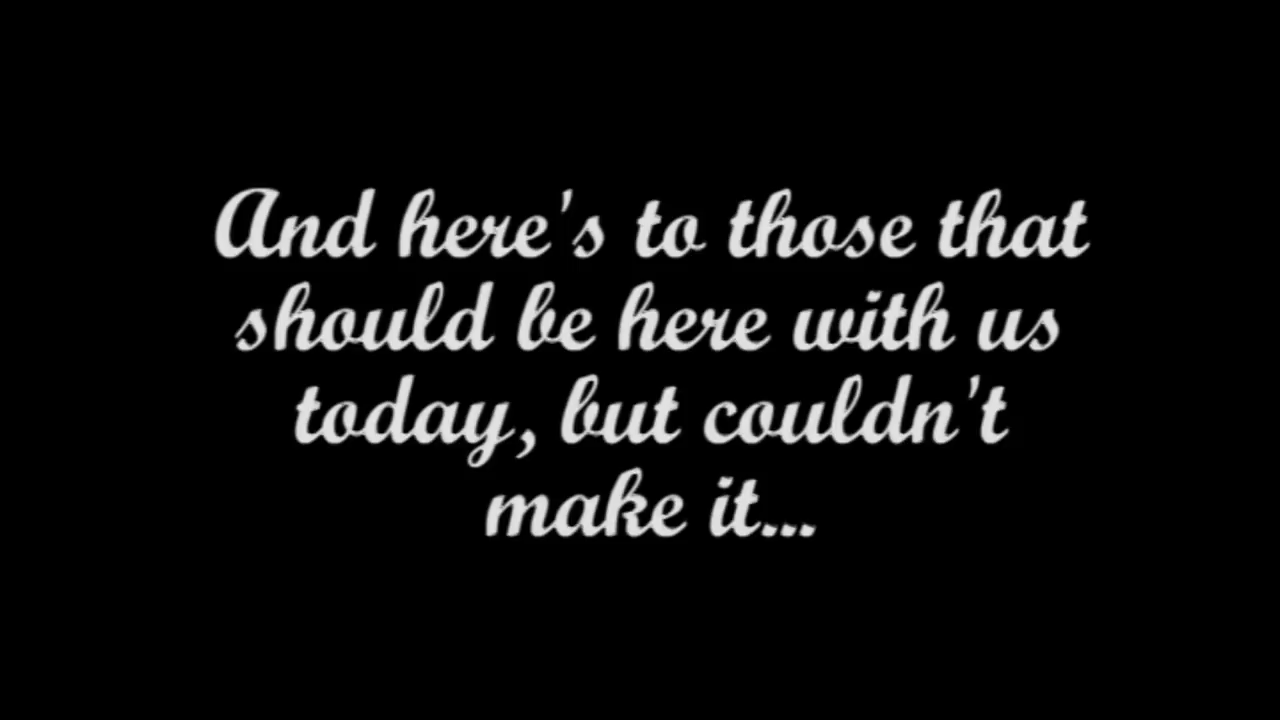 And here's to those that
should be here with us
today, but couldn't
make it...